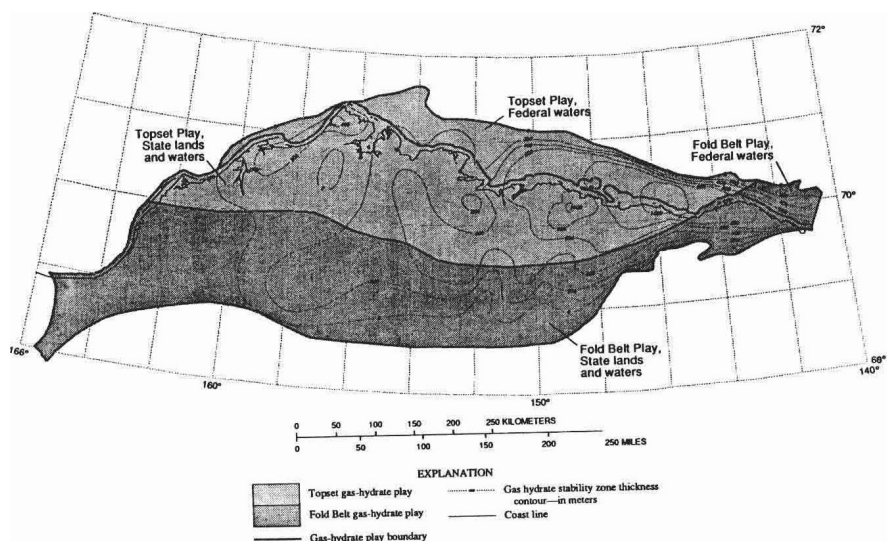 72°
Topset Play,
Federal waters
Topset Play,
State lands
and waters
Fold Belt Play,
Federal waters
70°
Fold Belt Play,
State lands
and waters
166°
160°
150°
68°
140°
0 50 100 150 200 250 KILOMETERS
0 50 100 150 200 250 MILES
EXPLANATION
Topset gas-hydrate play
Fold Belt gas-hydrate play
Gas-hydrate play boundary
Gas hydrate stability zone thickness
contour—in meters
Coast line